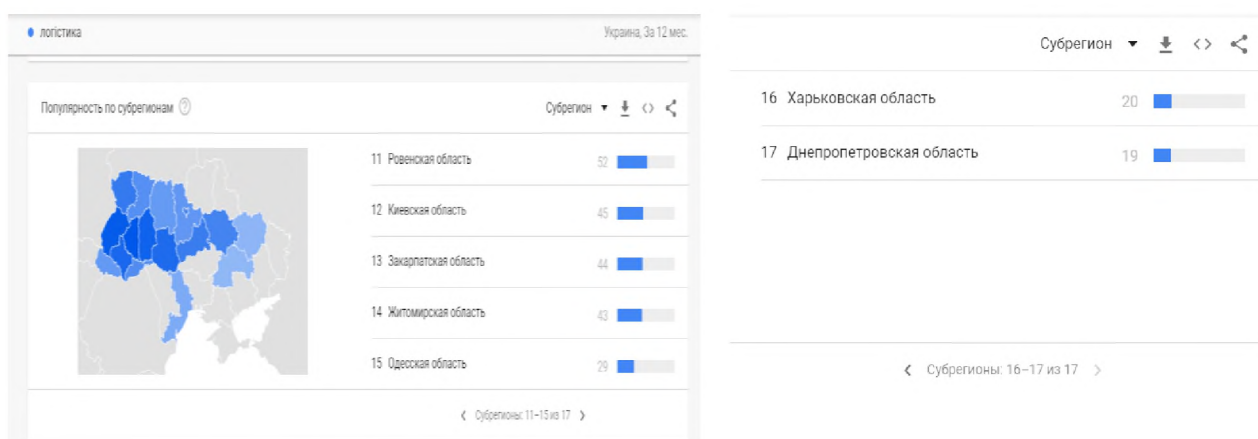 логістика
Украина, За 12 мес.
Популярность по субрегионам ?
Субрегион
11 Ровенская область 52
12 Киевская область 45
13 Закарпатская область 44
14 Житомирская область 43
15 Одесская область 29
Субрегионы: 11–15 из 17
Субрегион
16 Харьковская область 20
17 Днепропетровская область 19
Субрегионы: 16–17 из 17